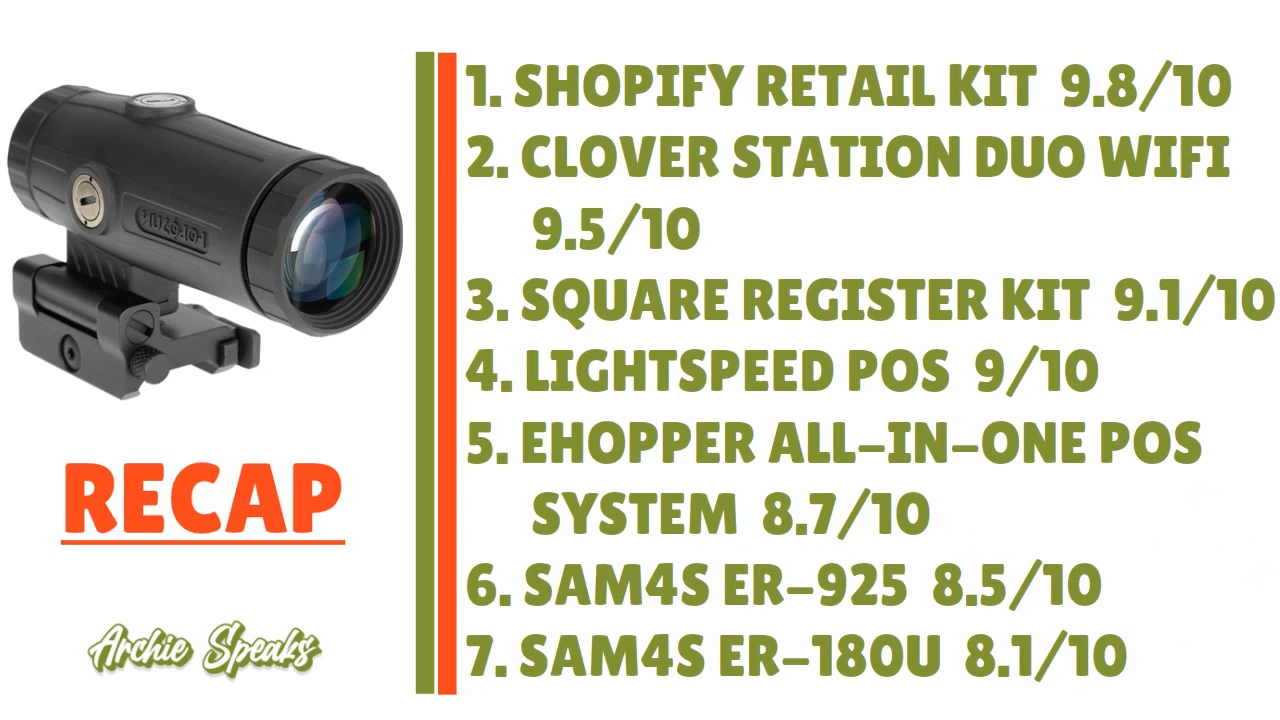 1. SHOPIFY RETAIL KIT 9.8/10
2. CLOVER STATION DUO WIFI
9.5/10
3. SQUARE REGISTER KIT 9.1/10
4. LIGHTSPEED POS 9/10
5. EHOPPER ALL-IN-ONE POS
SYSTEM 8.7/10
6. SAM4S ER-925 8.5/10
7. SAM4S ER-180U 8.1/10
RECAP
Archie Speaks